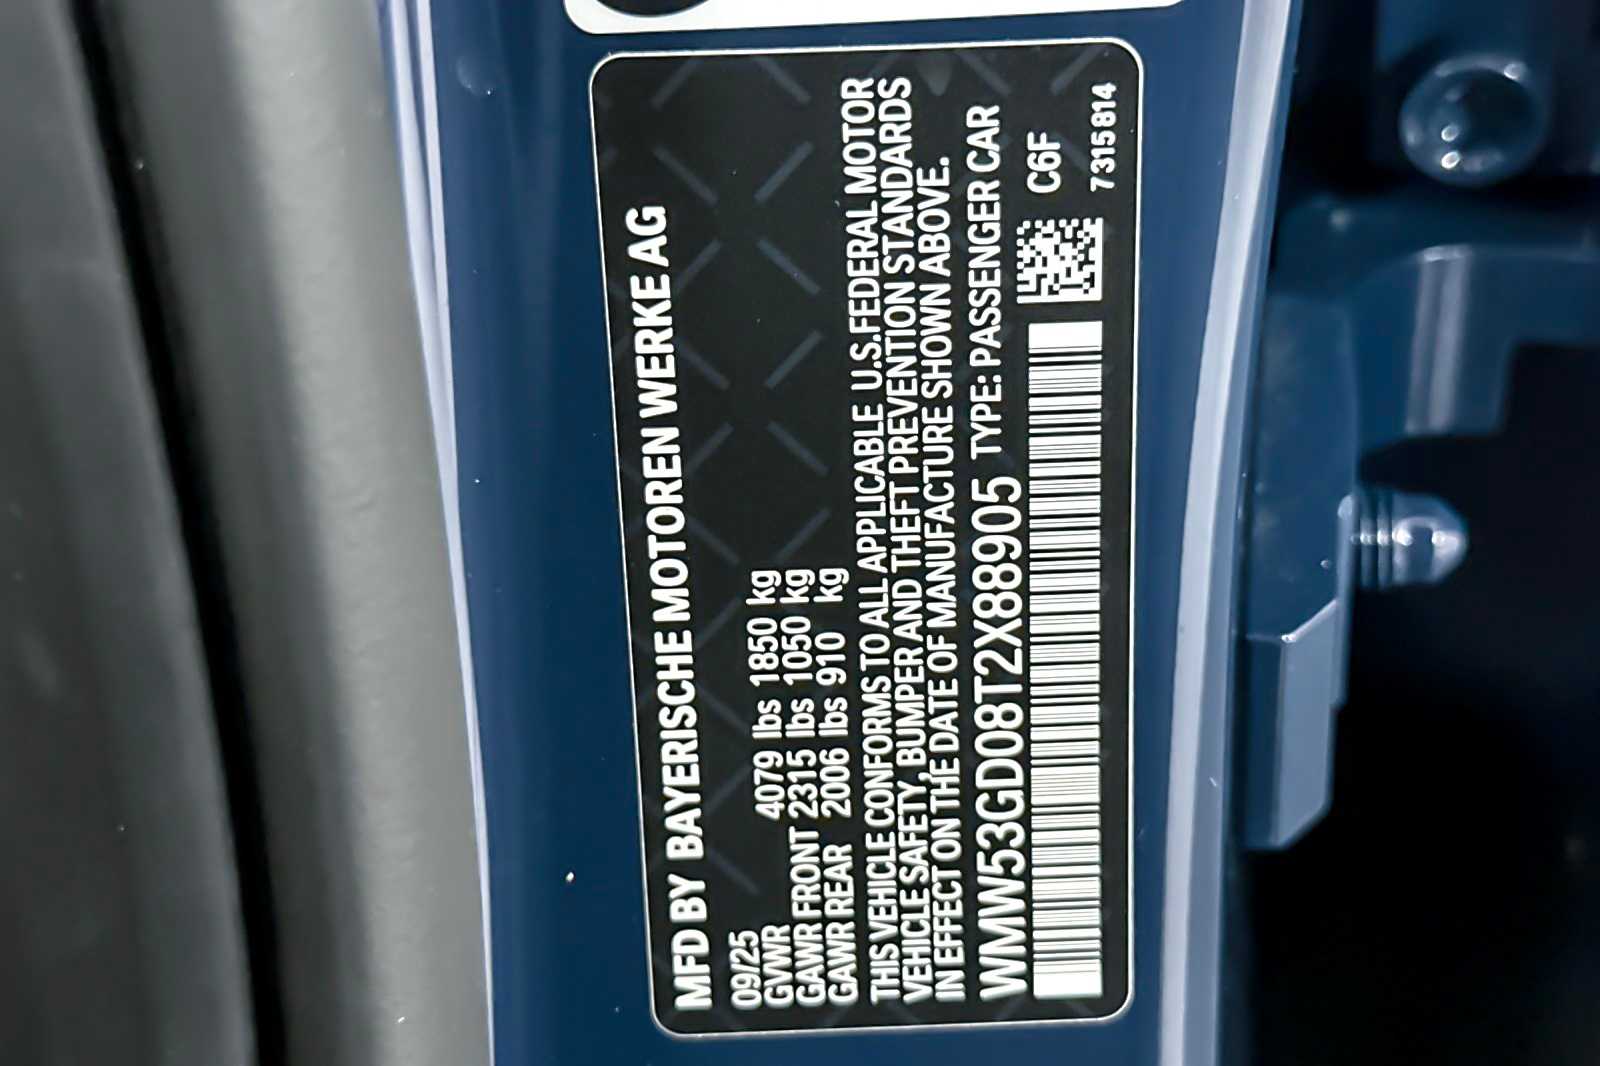 MFD BY BAYERISCHE MOTOREN WERKE AG
09/25
GVWR 4079 lbs 1850 kg
GAWR FRONT 2315 lbs 1050 kg
GAWR REAR 2006 lbs 910 kg
THIS VEHICLE CONFORMS TO ALL APPLICABLE U.S.FEDERAL MOTOR
VEHICLE SAFETY, BUMPER AND THEFT PREVENTION STANDARDS
IN EFFECT ON THE DATE OF MANUFACTURE SHOWN ABOVE.
WMW53GD08T2X88905 TYPE: PASSENGER CAR
C6F
7315814